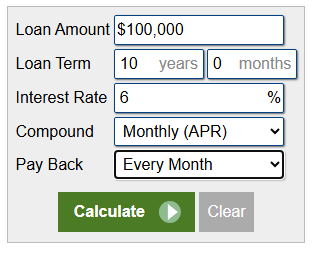 Loan Amount $100,000
Loan Term 10 years 0 months
Interest Rate 6 %
Compound Monthly (APR)
Pay Back Every Month
Calculate Clear